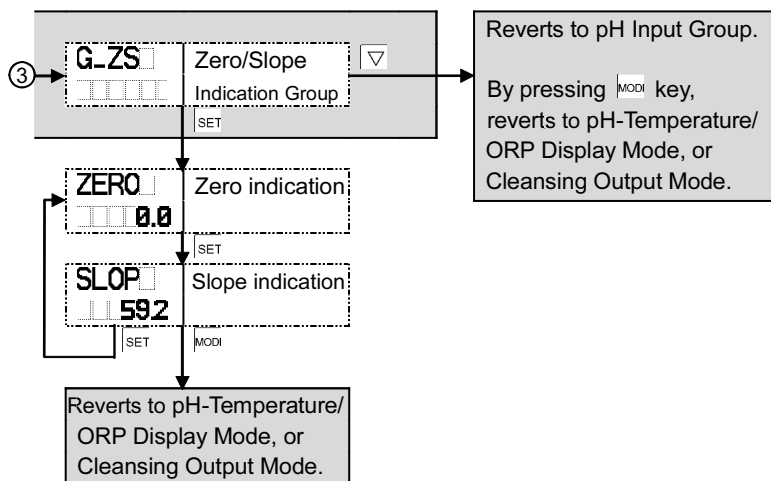 3
G_ZS
Zero/Slope
Indication Group
▽
SET
Reverts to pH Input Group.
By pressing MODE key,
reverts to pH-Temperature/
ORP Display Mode, or
Cleansing Output Mode.
ZERO
Zero indication
0.0
SET
SLOP
Slope indication
59.2
SET
MODE
Reverts to pH-Temperature/
ORP Display Mode, or
Cleansing Output Mode.